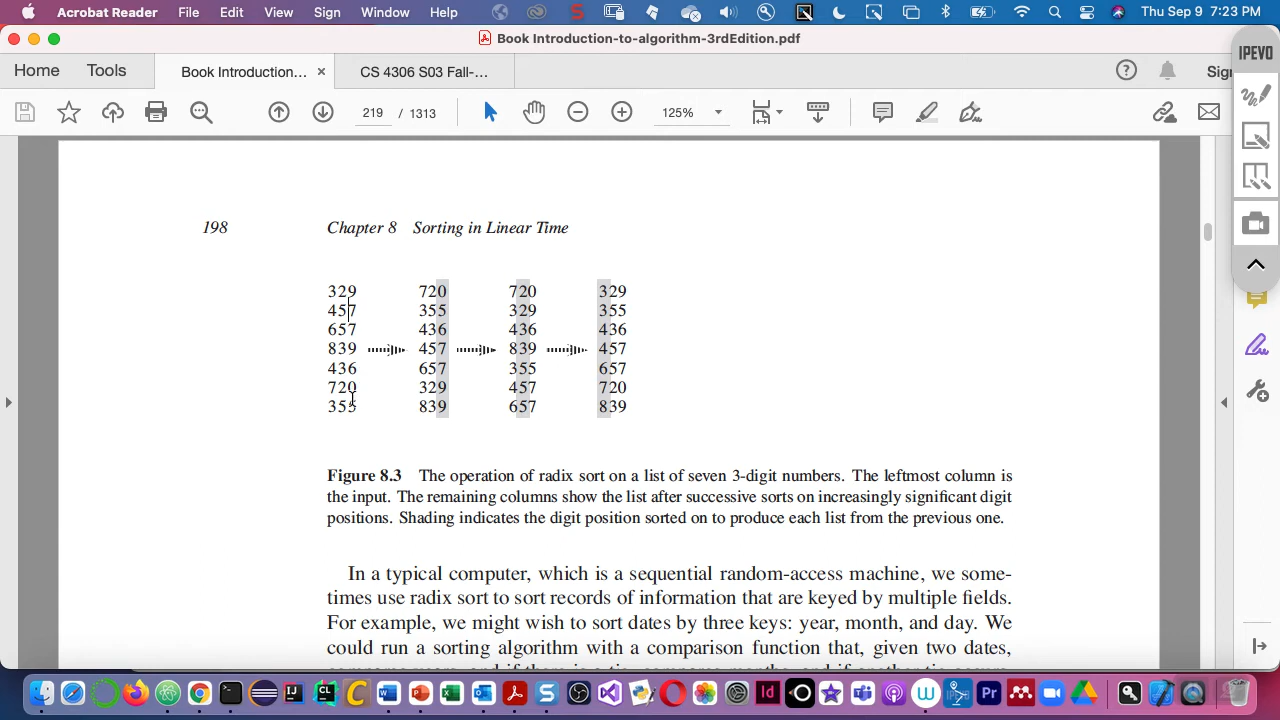 Acrobat Reader File Edit View Sign Window Help Thu Sep 9 7:23 PM
Book Introduction-to-algorithm-3rdEdition.pdf
Home Tools Book Introduction... × CS 4306 S03 Fall-... Sig
IPEVO
219 / 1313 125%
198 Chapter 8 Sorting in Linear Time
329 720 720 329
457 355 329 355
657 436 436 436
839 457 839 457
436 657 355 657
720 329 457 720
355 839 657 839
Figure 8.3 The operation of radix sort on a list of seven 3-digit numbers. The leftmost column is
the input. The remaining columns show the list after successive sorts on increasingly significant digit
positions. Shading indicates the digit position sorted on to produce each list from the previous one.
In a typical computer, which is a sequential random-access machine, we some-
times use radix sort to sort records of information that are keyed by multiple fields.
For example, we might wish to sort dates by three keys: year, month, and day. We
could run a sorting algorithm with a comparison function that, given two dates,